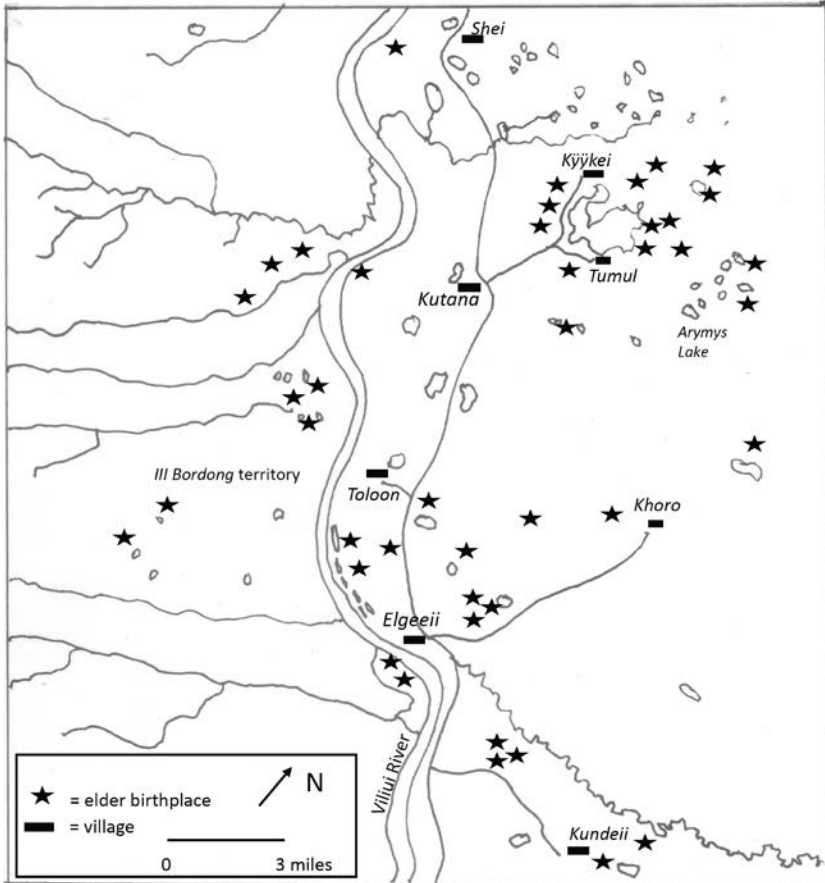 Shei
Kÿÿkei
Tumul
Kutana
Arymys
Lake
III Bordong territory
Toloon
Khoro
Elgeeii
Viliui River
N
= elder birthplace
= village
0 3 miles
Kundeii